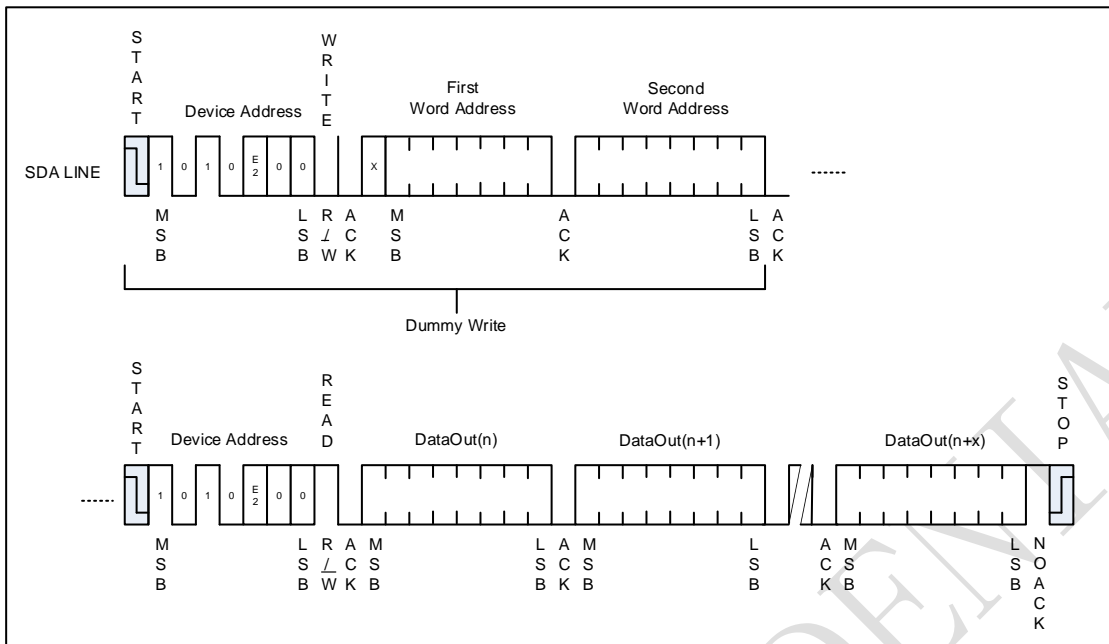 START
WRITE
Device Address
First
Word Address
Second
Word Address
SDA LINE
1 0 1 0 E2 0 0 X
......
MSB LSB R/W ACK MSB ACK LSB ACK
Dummy Write
START
READ
STOP
Device Address DataOut(n) DataOut(n+1) DataOut(n+x)
...... 1 0 1 0 E2 0 0
MSB LSB R/W ACK MSB LSB ACK MSB LSB ACK MSB LSB NOACK